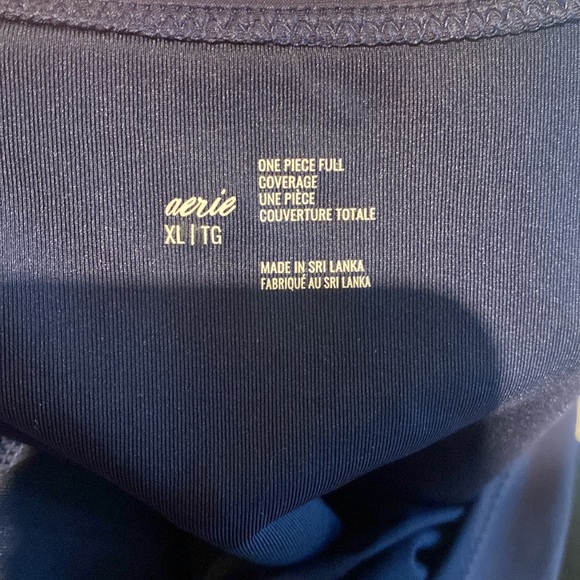 aerie
XL | TG
ONE PIECE FULL
COVERAGE
UNE PIÈCE
COUVERTURE TOTALE
MADE IN SRI LANKA
FABRIQUÉ AU SRI LANKA